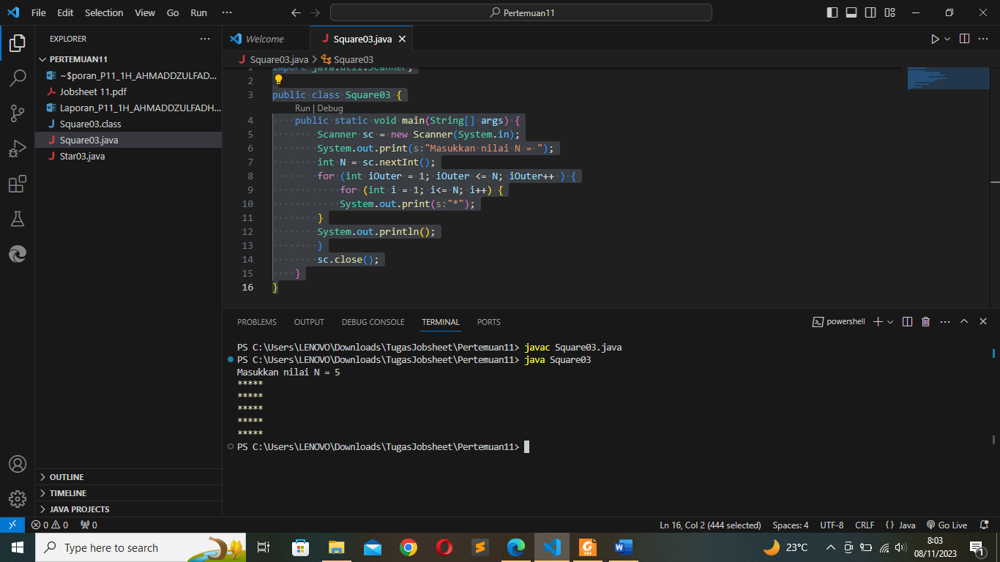 File Edit Selection View Go Run ··· Pertemuan11
EXPLORER ···
PERTEMUAN11
~$poran_P11_1H_AHMADDZULFAD...
Jobsheet 11.pdf
Laporan_P11_1H_AHMADDZULFADH...
Square03.class
Square03.java
Star03.java
OUTLINE
TIMELINE
JAVA PROJECTS
Welcome Square03.java
Square03.java > Square03
1 import java.util.Scanner;
2
3 public class Square03 {
Run | Debug
4 public static void main(String[] args) {
5 Scanner sc = new Scanner(System.in);
6 System.out.print(s:"Masukkan nilai N = ");
7 int N = sc.nextInt();
8 for (int iOuter = 1; iOuter <= N; iOuter++ ) {
9 for (int i = 1; i<= N; i++) {
10 System.out.print(s:"*");
11 }
12 System.out.println();
13 }
14 sc.close();
15 }
16 }
PROBLEMS OUTPUT DEBUG CONSOLE TERMINAL PORTS powershell
PS C:\Users\LENOVO\Downloads\TugasJobsheet\Pertemuan11> javac Square03.java
PS C:\Users\LENOVO\Downloads\TugasJobsheet\Pertemuan11> java Square03
Masukkan nilai N = 5
*****
*****
*****
*****
*****
PS C:\Users\LENOVO\Downloads\TugasJobsheet\Pertemuan11>
0 0 0 Ln 16, Col 2 (444 selected) Spaces: 4 UTF-8 CRLF {} Java Go Live
Type here to search 23°C 8:03
08/11/2023 1